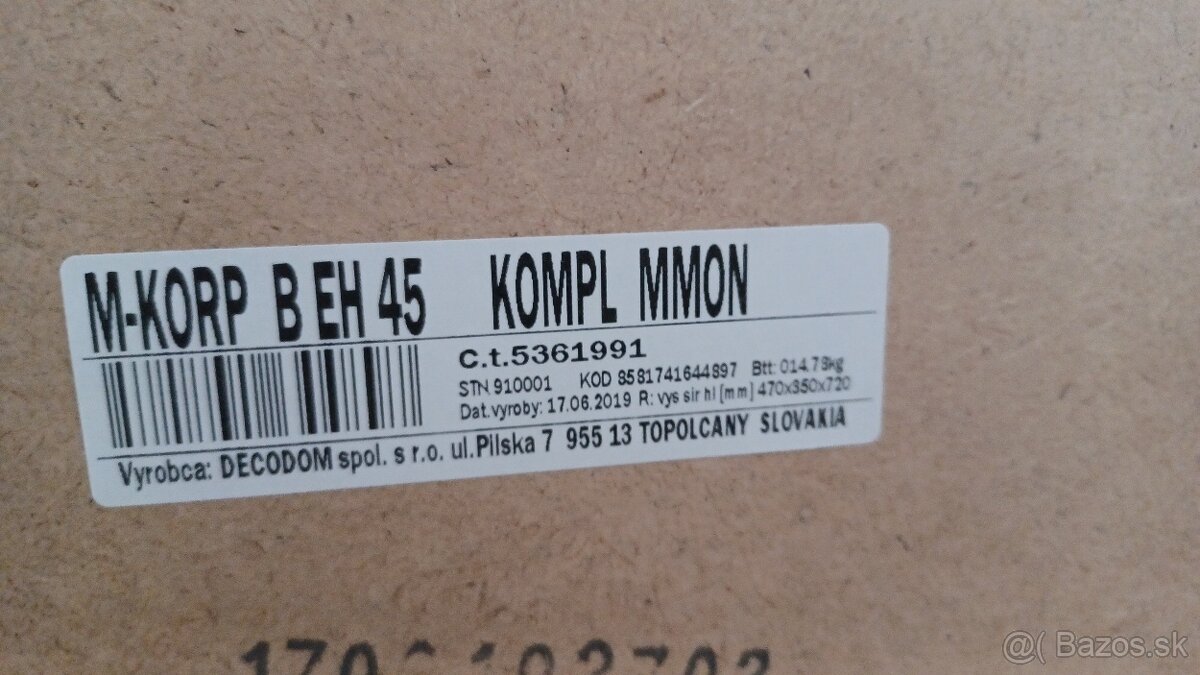 M-KORP B EH 45 KOMPL MMON
C.t.5361991
STN 910001 KOD 8581741644897 Btt: 014.78kg
Dat.vyroby: 17.06.2019 R: vys sir hl [mm] 470x350x720
Vyrobca: DECODOM spol. s r.o. ul.Pilska 7 955 13 TOPOLCANY SLOVAKIA
@( Bazos.sk